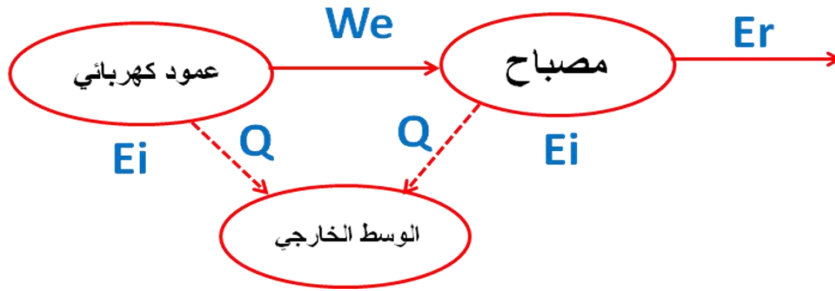 We
Er
عمود كهربائي
مصباح
Ei
Q
Q
Ei
الوسط الخارجي